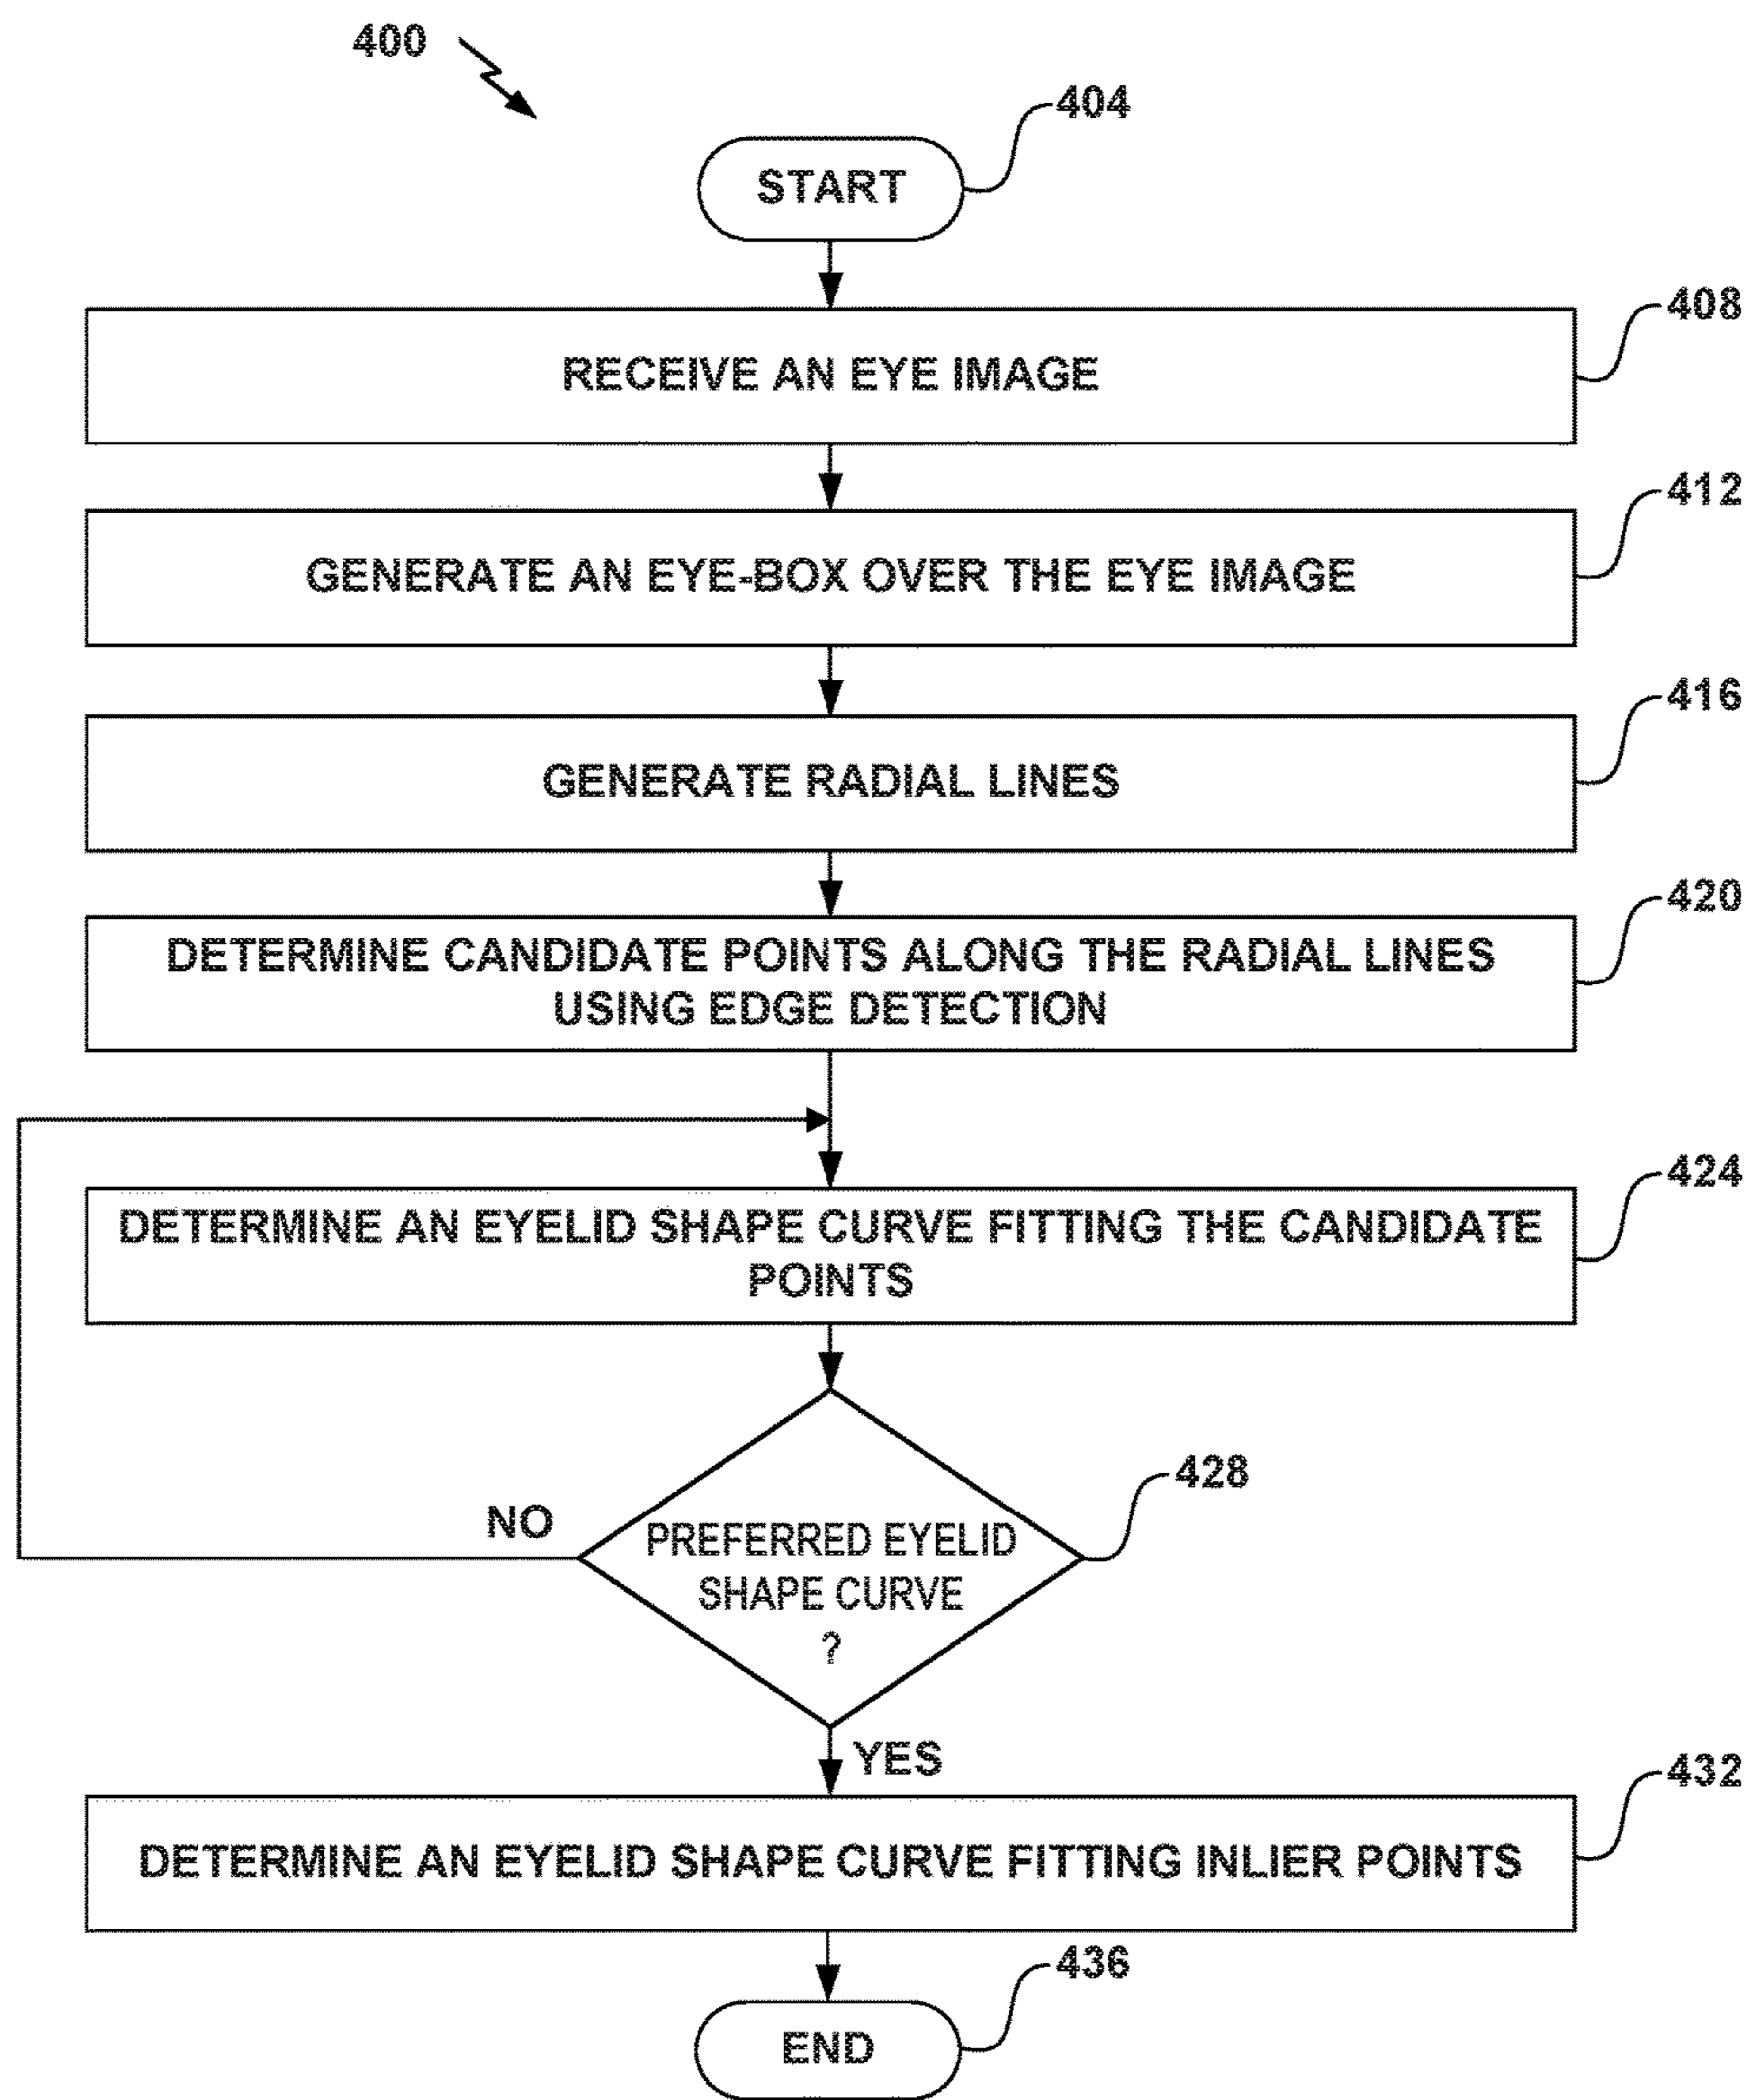 400
404
START
408
RECEIVE AN EYE IMAGE
412
GENERATE AN EYE-BOX OVER THE EYE IMAGE
416
GENERATE RADIAL LINES
420
DETERMINE CANDIDATE POINTS ALONG THE RADIAL LINES
USING EDGE DETECTION
424
DETERMINE AN EYELID SHAPE CURVE FITTING THE CANDIDATE
POINTS
428
NO
PREFERRED EYELID
SHAPE CURVE
?
YES
432
DETERMINE AN EYELID SHAPE CURVE FITTING INLIER POINTS
436
END